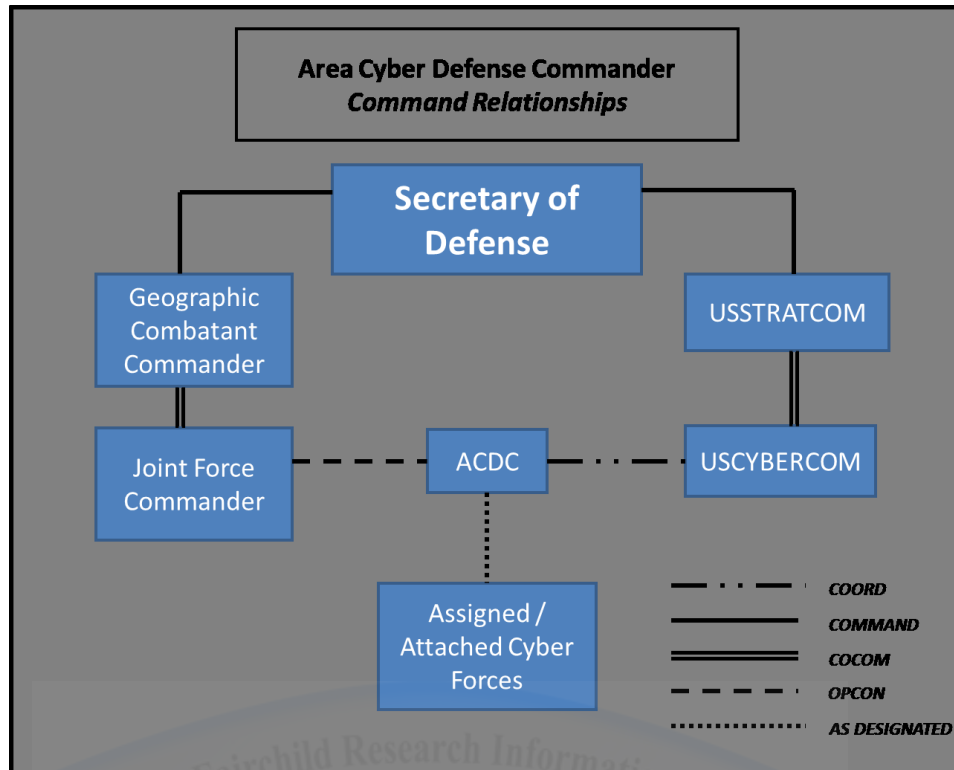 Area Cyber Defense Commander
Command Relationships
Secretary of
Defense
Geographic
Combatant
Commander
USSTRATCOM
Joint Force
Commander
ACDC
USCYBERCOM
Assigned /
Attached Cyber
Forces
COORD
COMMAND
COCOM
OPCON
AS DESIGNATED
Fairchild Research Informati